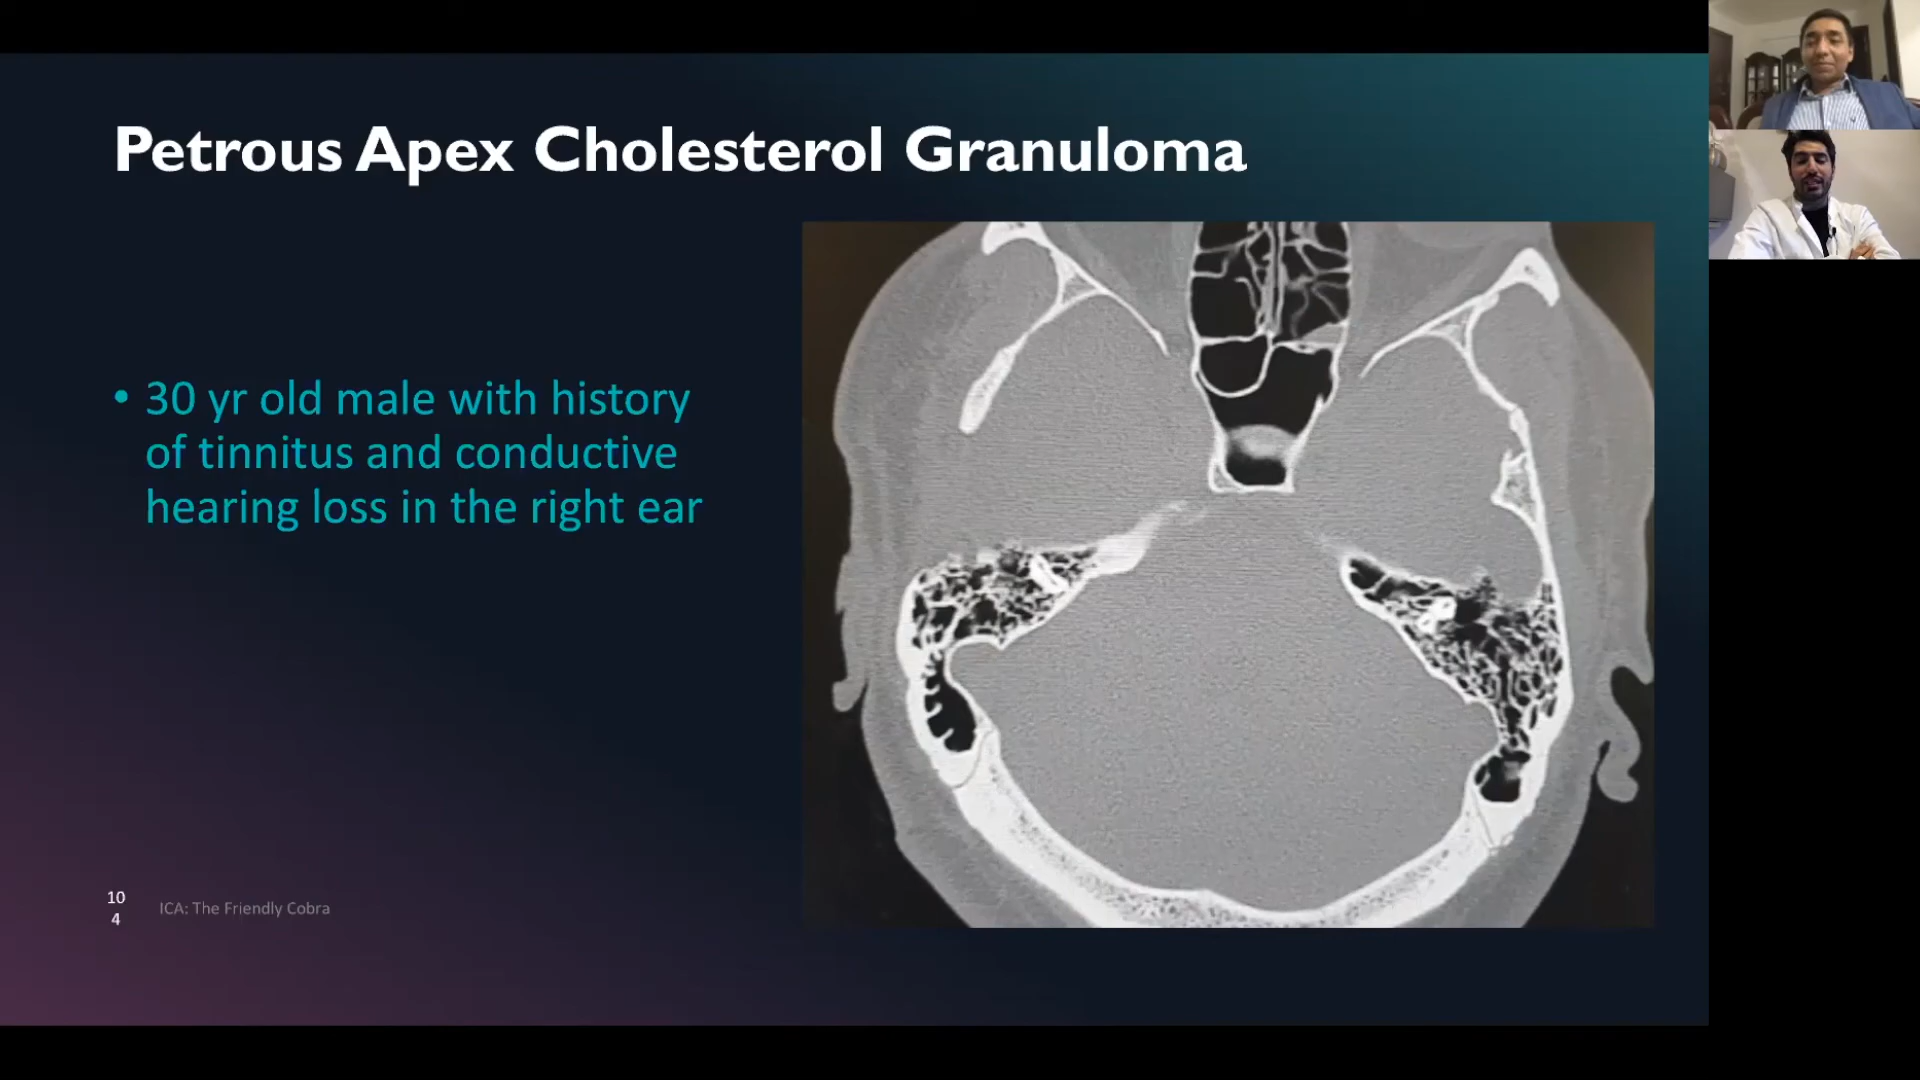 Petrous Apex Cholesterol Granuloma
• 30 yr old male with history
of tinnitus and conductive
hearing loss in the right ear
10
4
ICA: The Friendly Cobra